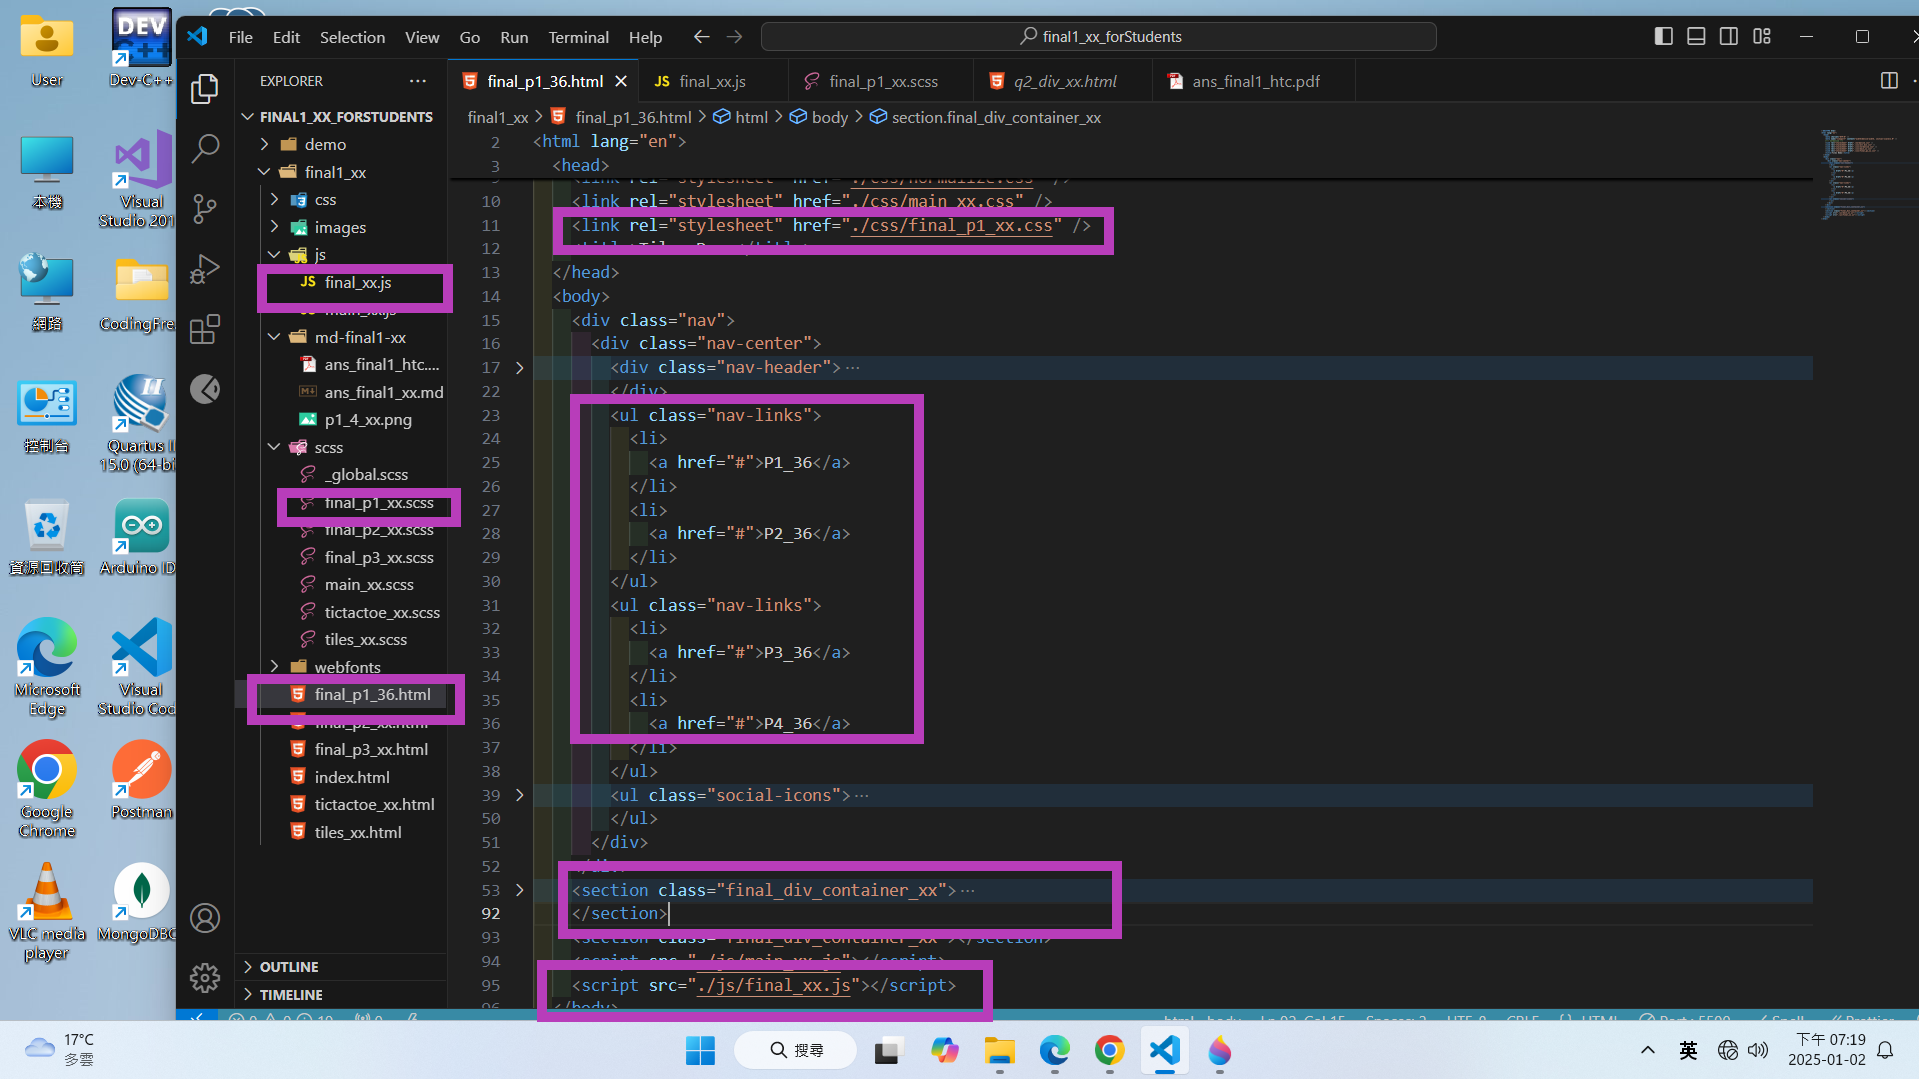 User
Dev-C++
本機
Visual
Studio 201
網路
CodingFre
控制台
Quartus II
15.0 (64-bi
資源回收筒
Arduino ID
Microsoft
Edge
Visual
Studio Cod
Google
Chrome
Postman
VLC media
player
MongoDBC
File Edit Selection View Go Run Terminal Help
final1_xx_forStudents
EXPLORER
FINAL1_XX_FORSTUDENTS
demo
final1_xx
css
images
js
final_xx.js
main_xx.js
md-final1-xx
ans_final1_htc....
ans_final1_xx.md
p1_4_xx.png
scss
_global.scss
final_p1_xx.scss
final_p2_xx.scss
final_p3_xx.scss
main_xx.scss
tictactoe_xx.scss
tiles_xx.scss
webfonts
final_p1_36.html
final_p2_xx.html
final_p3_xx.html
index.html
tictactoe_xx.html
tiles_xx.html
OUTLINE
TIMELINE
final_p1_36.html
JS final_xx.js
final_p1_xx.scss
q2_div_xx.html
ans_final1_htc.pdf
final1_xx > final_p1_36.html > html > body > section.final_div_container_xx
2 <html lang="en">
3 <head>
9 <link rel="stylesheet" href="./css/normalize.css" />
10 <link rel="stylesheet" href="./css/main_xx.css" />
11 <link rel="stylesheet" href="./css/final_p1_xx.css" />
12
13 </head>
14 <body>
15 <div class="nav">
16 <div class="nav-center">
17 <div class="nav-header">···
22 </div>
23 <ul class="nav-links">
24 <li>
25 <a href="#">P1_36</a>
26 </li>
27 <li>
28 <a href="#">P2_36</a>
29 </li>
30 </ul>
31 <ul class="nav-links">
32 <li>
33 <a href="#">P3_36</a>
34 </li>
35 <li>
36 <a href="#">P4_36</a>
37 </li>
38 </ul>
39 <ul class="social-icons">···
50 </ul>
51 </div>
52 </div>
53 <section class="final_div_container_xx">···
92 </section>
93 <section class="final_div_container_xx"></section>
94 <script src="./js/main_xx.js"></script>
95 <script src="./js/final_xx.js"></script>
96 </body>
17°C
多雲
搜尋
英
下午 07:19
2025-01-02